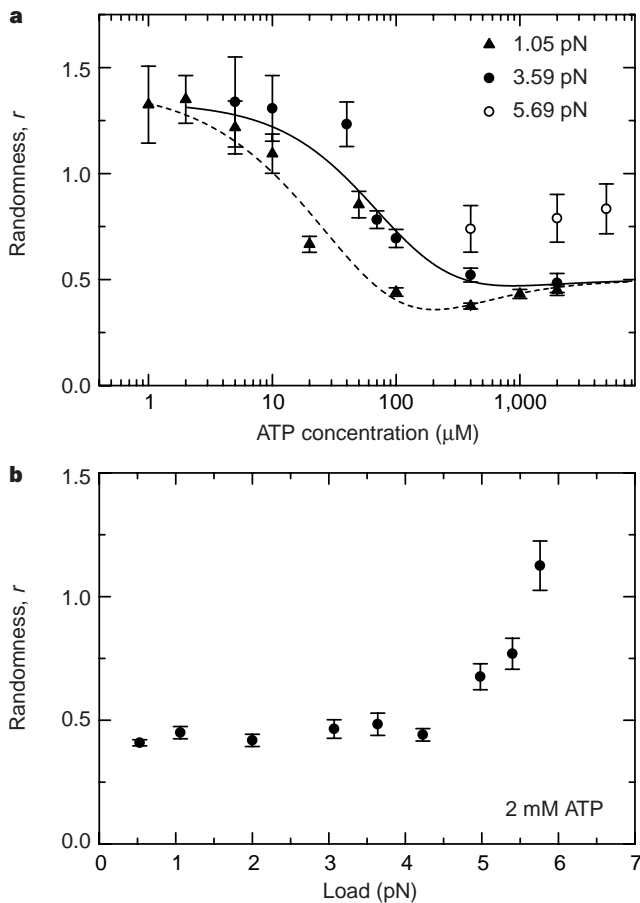 a
1.5
1.0
0.5
0.0
Randomness, r
1.05 pN
3.59 pN
5.69 pN
1 10 100 1,000
ATP concentration (μM)
b
1.5
1.0
0.5
0.0
Randomness, r
2 mM ATP
0 1 2 3 4 5 6 7
Load (pN)